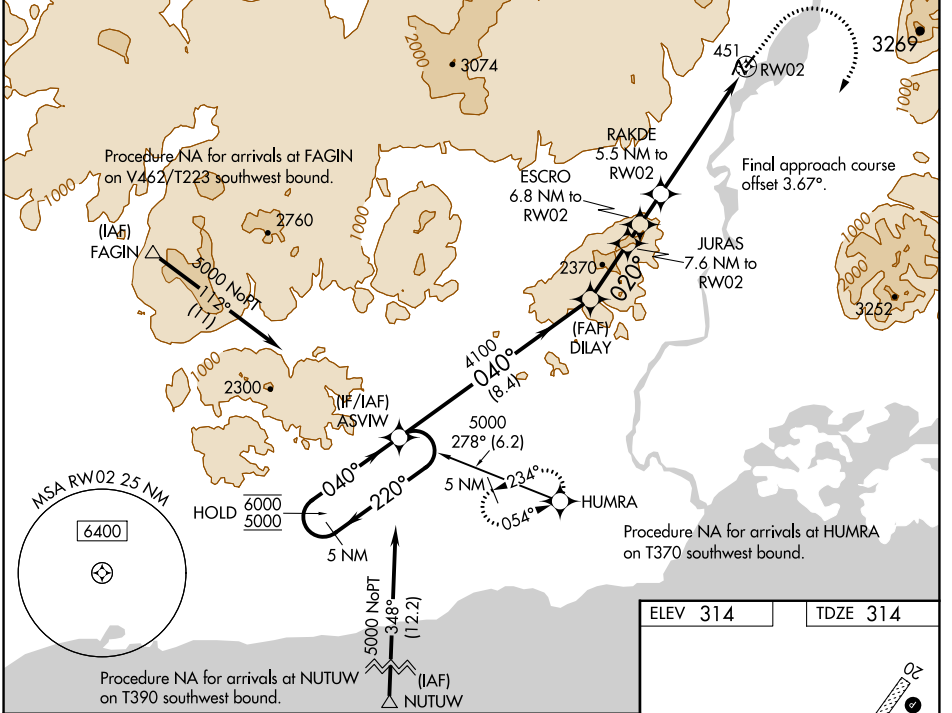 2000
3074
1000
3269
1000
451
RW02
Procedure NA for arrivals at FAGIN
on V462/T223 southwest bound.
RAKDE
5.5 NM to
RW02
ESCRO
6.8 NM to
RW02
Final approach course
offset 3.67°.
1000
(IAF)
FAGIN
5000 NoPT
112°
(11)
2760
1000
JURAS
7.6 NM to
RW02
2370
020°
1000
2000
3252
(FAF)
DILAY
4100
040°
(8.4)
1000
2300
(IF/IAF)
ASVIW
5000
278° (6.2)
5 NM
234°
054°
HUMRA
040°
220°
HOLD
6000
5000
5 NM
MSA RW02 25 NM
6400
Procedure NA for arrivals at HUMRA
on T370 southwest bound.
5000 NoPT
348°
(12.2)
(IAF)
NUTUW
Procedure NA for arrivals at NUTUW
on T390 southwest bound.
ELEV 314
TDZE 314
20
P